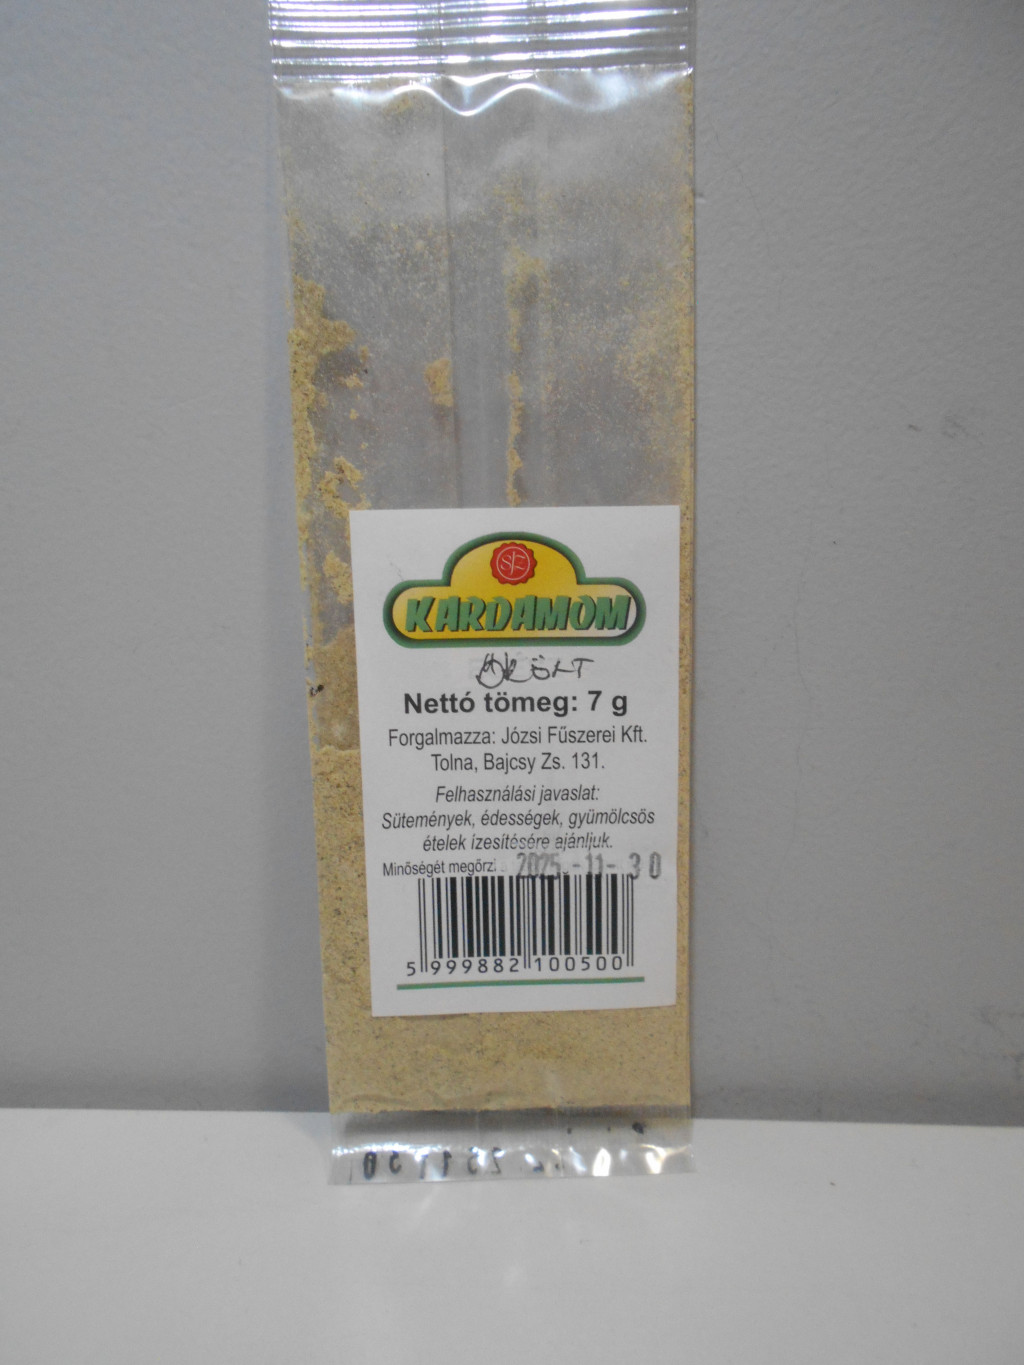 SF
KARDAMOM
ŐRÖLT
Nettó tömeg: 7 g
Forgalmazza: Józsi Fűszerei Kft.
Tolna, Bajcsy Zs. 131.
Felhasználási javaslat:
Sütemények, édességek, gyümölcsös
ételek ízesítésére ajánljuk.
Minőségét megőrzi 2025.-11-30
5 999882 100500